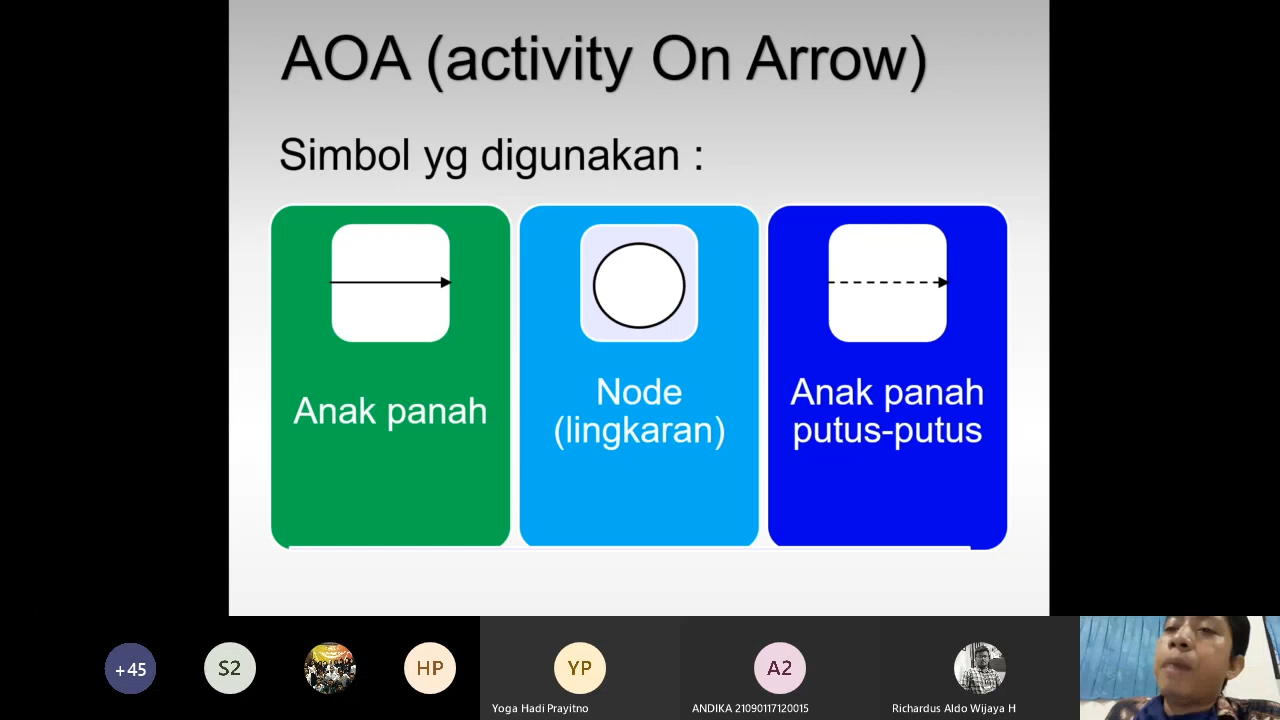 AOA (activity On Arrow)
Simbol yg digunakan :
Anak panah
Node
(lingkaran)
Anak panah
putus-putus
+45
S2
HP
YP
A2
Yoga Hadi Prayitno
ANDIKA 21090117120015
Richardus Aldo Wijaya H